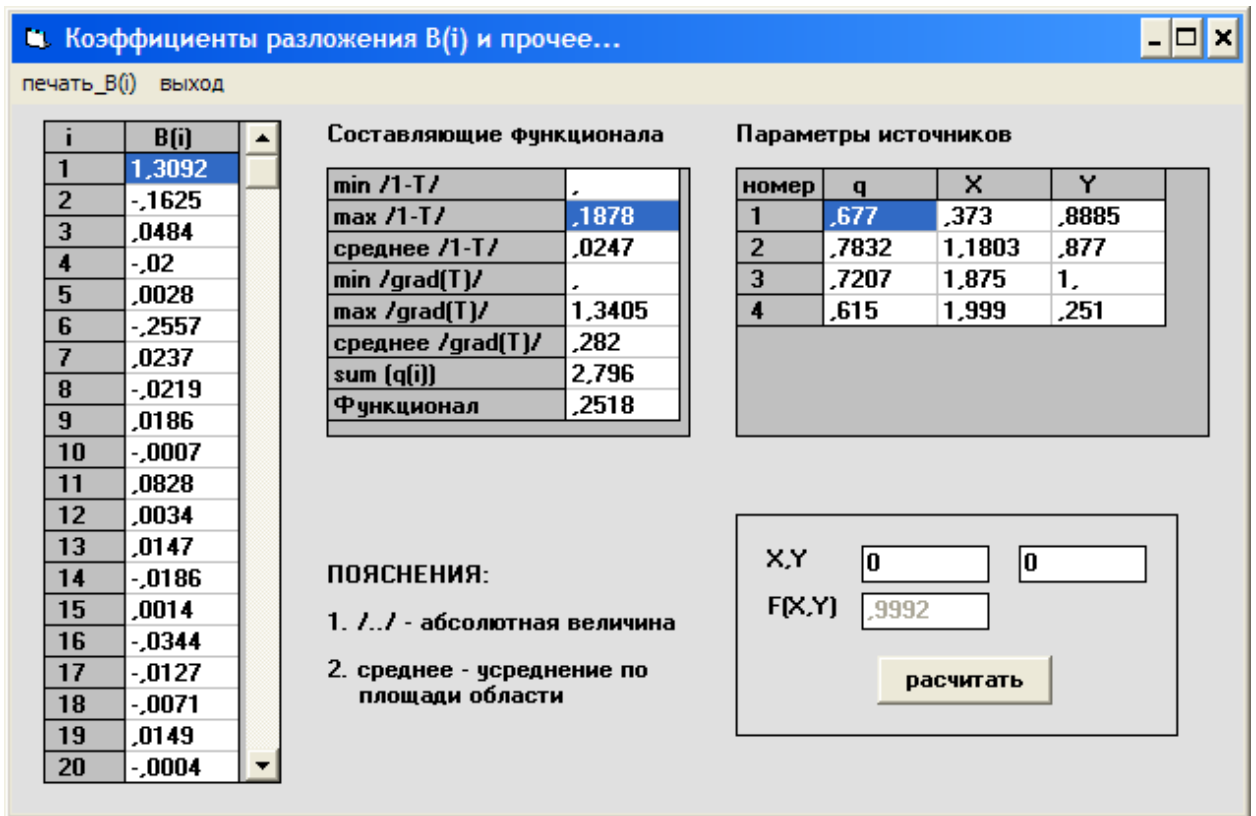 Коэффициенты разложения B(i) и прочее...
печать_B(i) выход
i B(i)
1 1,3092
2 -,1625
3 ,0484
4 -,02
5 ,0028
6 -,2557
7 ,0237
8 -,0219
9 ,0186
10 -,0007
11 ,0828
12 ,0034
13 ,0147
14 -,0186
15 ,0014
16 -,0344
17 -,0127
18 -,0071
19 ,0149
20 -,0004
Составляющие функционала
min /1-T/ ,
max /1-T/ ,1878
среднее /1-T/ ,0247
min /grad(T)/ ,
max /grad(T)/ 1,3405
среднее /grad(T)/ ,282
sum (q(i)) 2,796
Функционал ,2518
ПОЯСНЕНИЯ:
1. /../ - абсолютная величина
2. среднее - усреднение по
площади области
Параметры источников
номер q X Y
1 ,677 ,373 ,8885
2 ,7832 1,1803 ,877
3 ,7207 1,875 1,
4 ,615 1,999 ,251
X,Y 0 0
F(X,Y) ,9992
расчитать